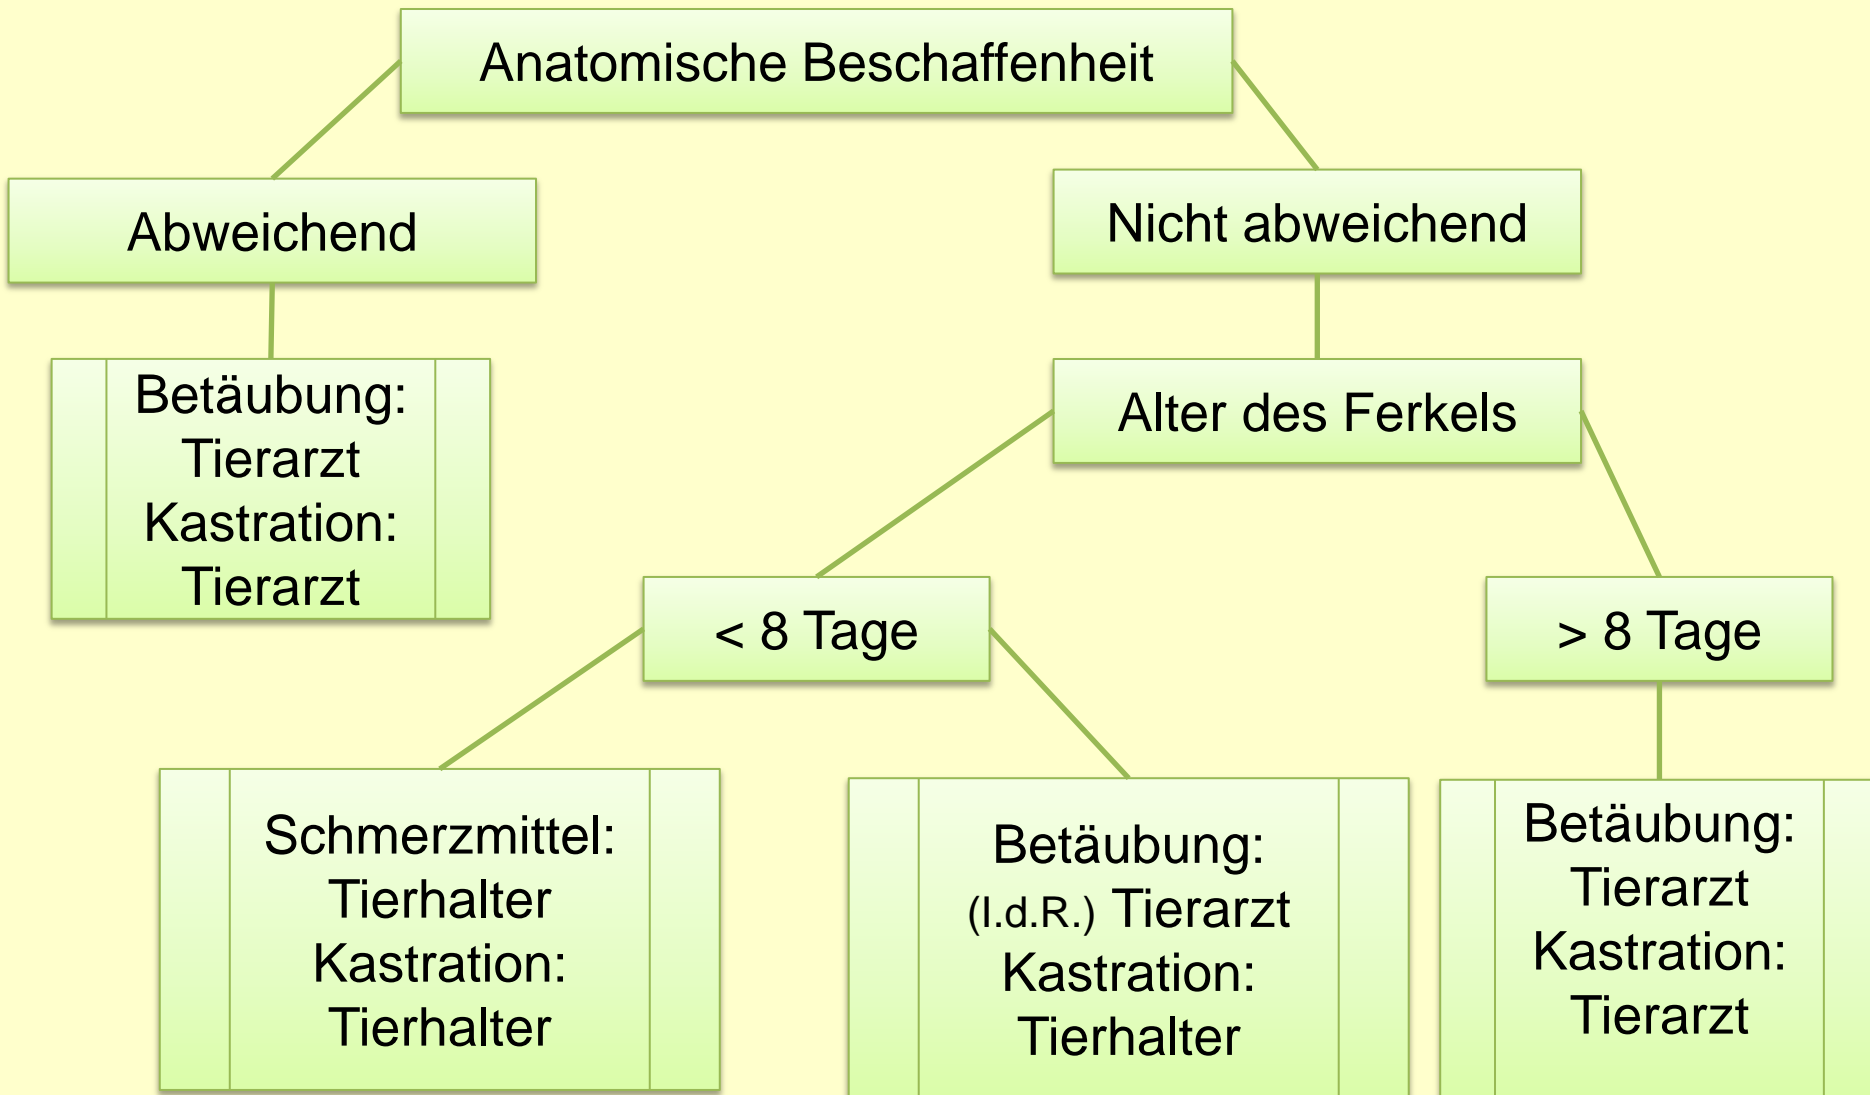 Anatomische Beschaffenheit
Abweichend
Nicht abweichend
Betäubung:
Tierarzt
Kastration:
Tierarzt
Alter des Ferkels
< 8 Tage
> 8 Tage
Schmerzmittel:
Tierhalter
Kastration:
Tierhalter
Betäubung:
(I.d.R.) Tierarzt
Kastration:
Tierhalter
Betäubung:
Tierarzt
Kastration:
Tierarzt